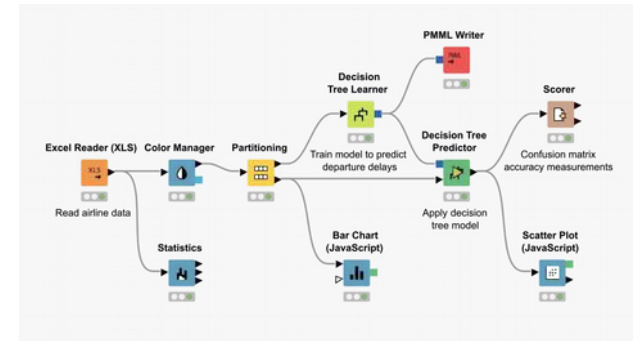 PMML Writer
PMML
Decision
Tree Learner
Scorer
Excel Reader (XLS)
Color Manager
Partitioning
Decision Tree
Predictor
XLS
Train model to predict
departure delays
Confusion matrix
accuracy measurements
Read airline data
Statistics
Bar Chart
(JavaScript)
Apply decision
tree model
Scatter Plot
(JavaScript)